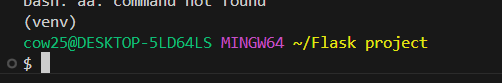 bash: aa: command not found
(venv)
cow25@DESKTOP-5LD64LS MINGW64 ~/Flask project
$